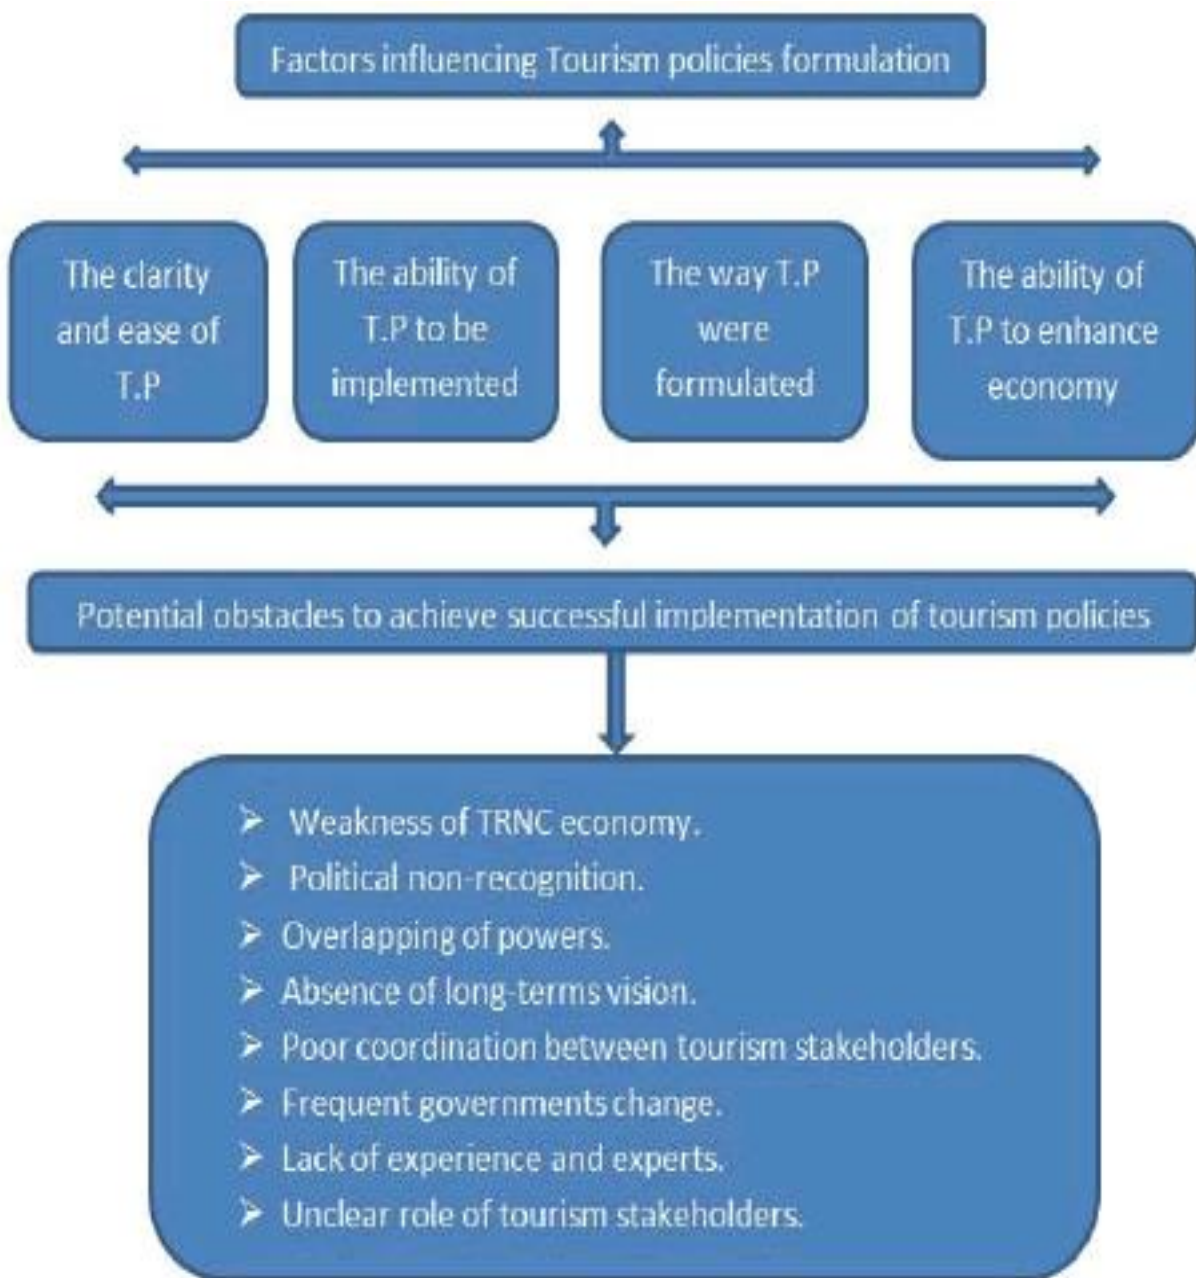 Factors influencing Tourism policies formulation
The clarity
and ease of
T.P
The ability of
T.P to be
implemented
The way T.P
were
formulated
The ability of
T.P to enhance
economy
Potential obstacles to achieve successful implementation of tourism policies
➢ Weakness of TRNC economy.
➢ Political non-recognition.
➢ Overlapping of powers.
➢ Absence of long-terms vision.
➢ Poor coordination between tourism stakeholders.
➢ Frequent governments change.
➢ Lack of experience and experts.
➢ Unclear role of tourism stakeholders.